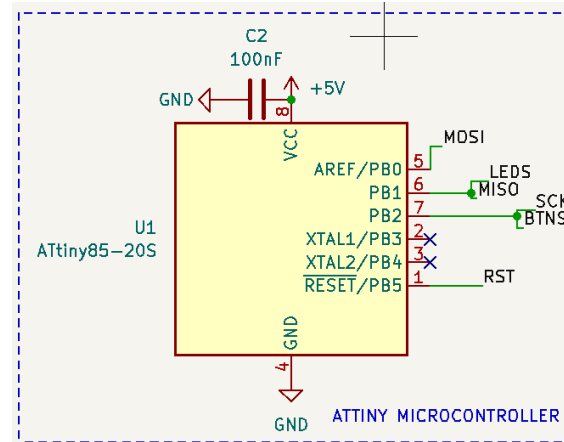 C2
100nF
GND
+5V
8
VCC
MOSI
AREF/PB0
5
LEDS
PB1
6
MISO
SCK
PB2
7
BTNS
U1
ATtiny85-20S
XTAL1/PB3
2
XTAL2/PB4
3
RESET/PB5
1
RST
GND
4
GND
ATTINY MICROCONTROLLER